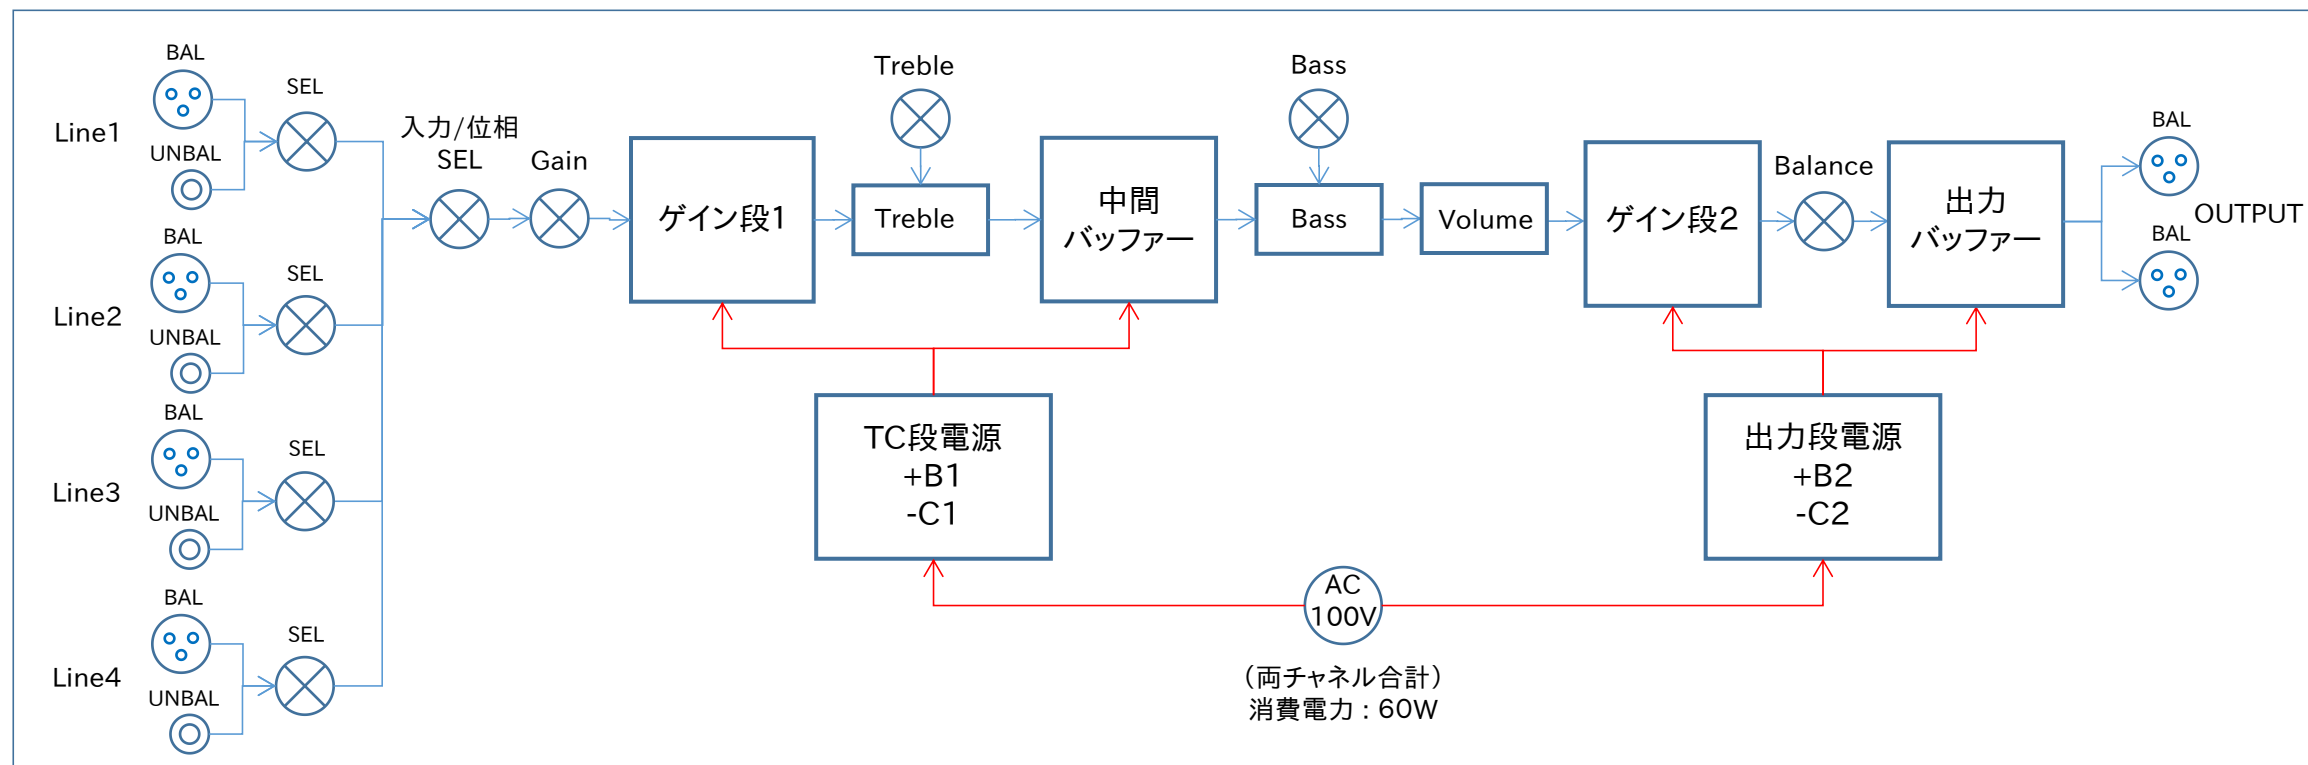 Line1
BAL
UNBAL
SEL
Line2
BAL
UNBAL
SEL
Line3
BAL
UNBAL
SEL
Line4
BAL
UNBAL
SEL
入力/位相
SEL
Gain
ゲイン段1
Treble
Treble
中間
バッファー
Bass
Bass
Volume
ゲイン段2
Balance
出力
バッファー
BAL
BAL
OUTPUT
TC段電源
+B1
-C1
出力段電源
+B2
-C2
AC
100V
（両チャネル合計）
消費電力：60W